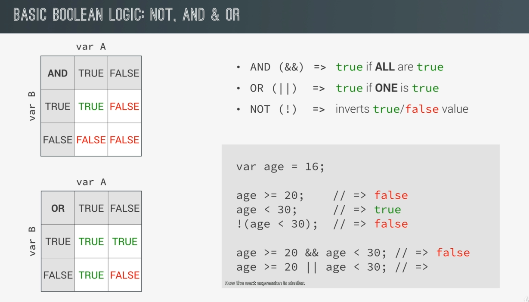 BASIC BOOLEAN LOGIC: NOT, AND & OR
var A
AND TRUE FALSE
var B
TRUE TRUE FALSE
FALSE FALSE FALSE
var A
OR TRUE FALSE
var B
TRUE TRUE TRUE
FALSE TRUE FALSE
• AND (&&) => true if ALL are true
• OR (||) => true if ONE is true
• NOT (!) => inverts true/false value
var age = 16;
age >= 20; // => false
age < 30; // => true
!(age < 30); // => false
age >= 20 && age < 30; // => false
age >= 20 || age < 30; // =>